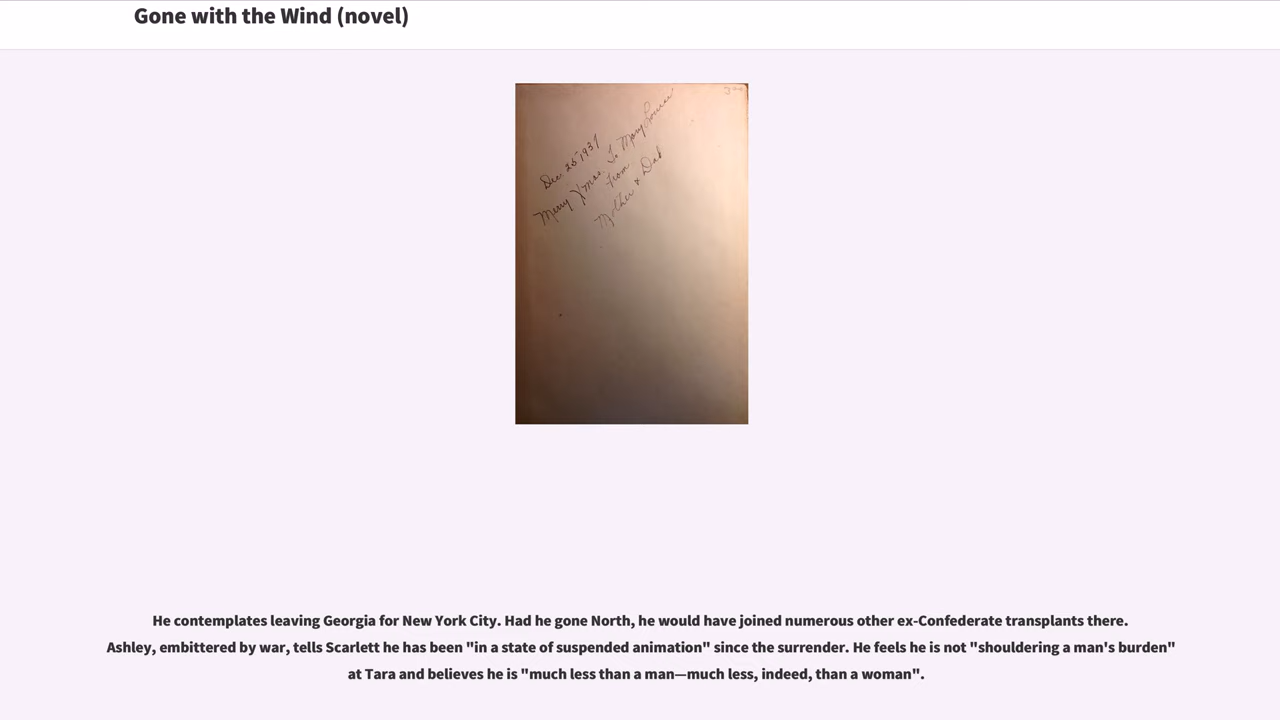 Gone with the Wind (novel)
Dec. 25 1937
Merry Xmas. To Mary Louise
From
Mother & Dad
He contemplates leaving Georgia for New York City. Had he gone North, he would have joined numerous other ex-Confederate transplants there.
Ashley, embittered by war, tells Scarlett he has been "in a state of suspended animation" since the surrender. He feels he is not "shouldering a man's burden"
at Tara and believes he is "much less than a man—much less, indeed, than a woman".